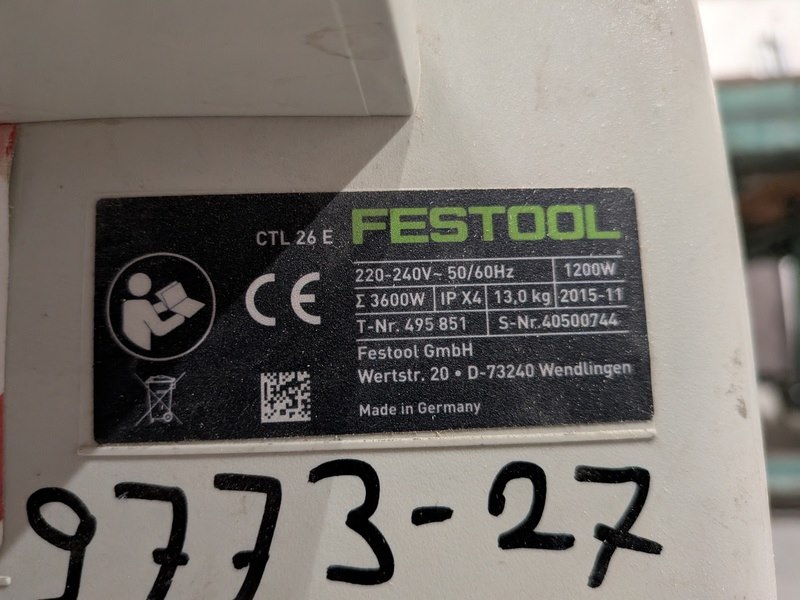 CTL 26 E FESTOOL
220-240V~ 50/60Hz 1200W
Σ 3600W IP X4 13,0 kg 2015-11
T-Nr. 495 851 S-Nr.40500744
Festool GmbH
Wertstr. 20 • D-73240 Wendlingen
Made in Germany
CE
9773-27